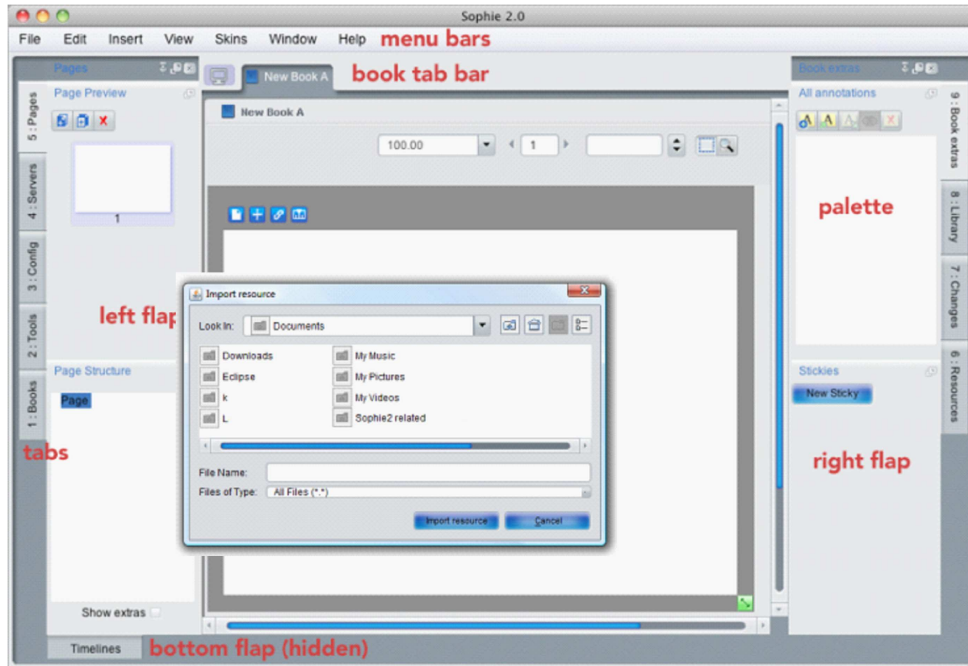 Sophie 2.0
File Edit Insert View Skins Window Help menu bars
Pages
New Book A
book tab bar
Book extras
Page Preview
New Book A
All annotations
100.00
1
1
5 : Pages
4 : Servers
3 : Config
2 : Tools
1 : Books
tabs
left flap
palette
9 : Book extras
8 : Library
7 : Changes
6 : Resources
Import resource
Look In: Documents
Downloads
Eclipse
k
L
My Music
My Pictures
My Videos
Sophie2 related
File Name:
Files of Type: All Files (*.*)
Import resource Cancel
Page Structure
Page
Stickies
New Sticky
right flap
Show extras
Timelines
bottom flap (hidden)